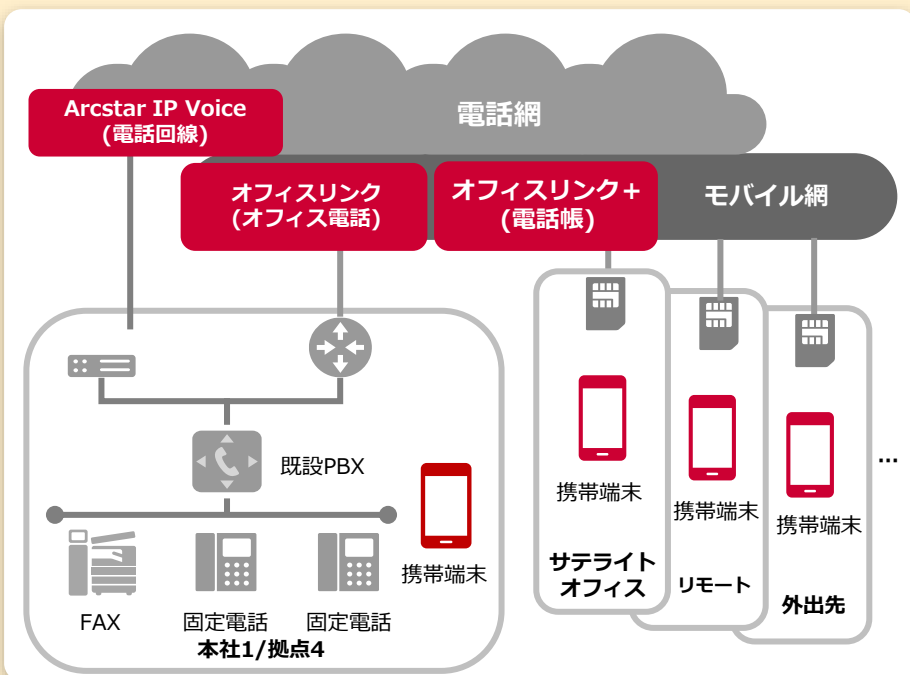 電話網
Arcstar IP Voice
(電話回線)
オフィスリンク
(オフィス電話)
オフィスリンク＋
(電話帳)
モバイル網
既設PBX
携帯端末
FAX
固定電話
固定電話
本社1/拠点4
携帯端末
サテライト
オフィス
携帯端末
リモート
携帯端末
外出先
…